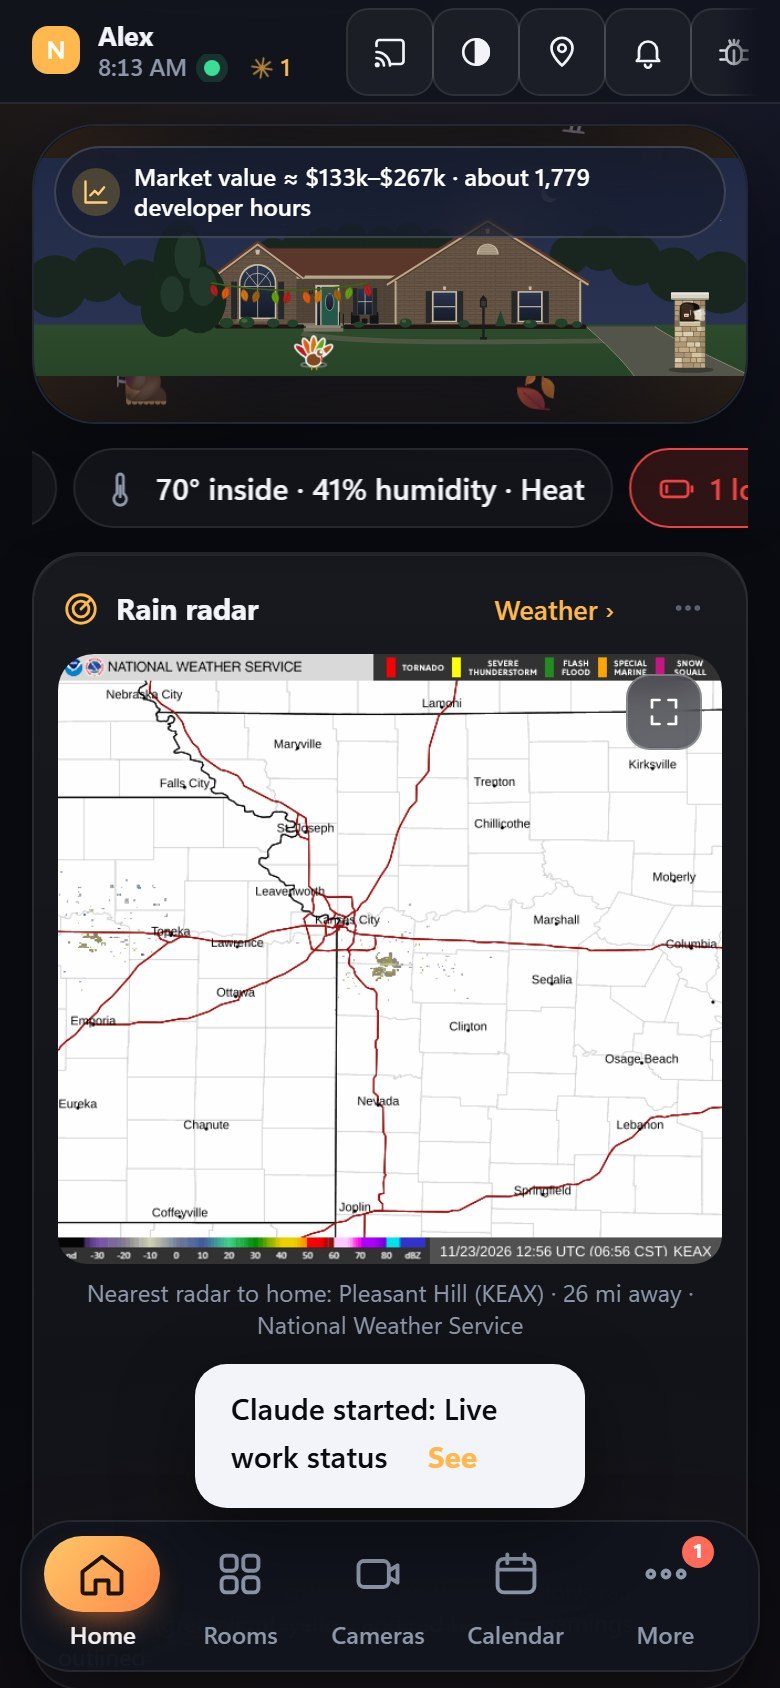 N
Alex
8:13 AM
1
Market value ≈ $133k–$267k · about 1,779
developer hours
70° inside · 41% humidity · Heat
Rain radar
Weather ›
NATIONAL WEATHER SERVICE
TORNADO
SEVERE
THUNDERSTORM
FLASH
FLOOD
SPECIAL
MARINE
SNOW
SQUALL
Nebraska City
Lamoni
Maryville
Kirksville
Falls City
Trenton
St. Joseph
Chillicothe
Leavenworth
Moberly
Kansas City
Marshall
Topeka
Lawrence
Columbia
Sedalia
Ottawa
Emporia
Clinton
Osage Beach
Eureka
Nevada
Chanute
Lebanon
Springfield
Coffeyville
Joplin
-30 -20 -10 0 10 20 30 40 50 60 70 80 dBZ
11/23/2026 12:56 UTC (06:56 CST) KEAX
Nearest radar to home: Pleasant Hill (KEAX) · 26 mi away ·
National Weather Service
Claude started: Live
work status See
1
Home
Rooms
Cameras
Calendar
More
outlined